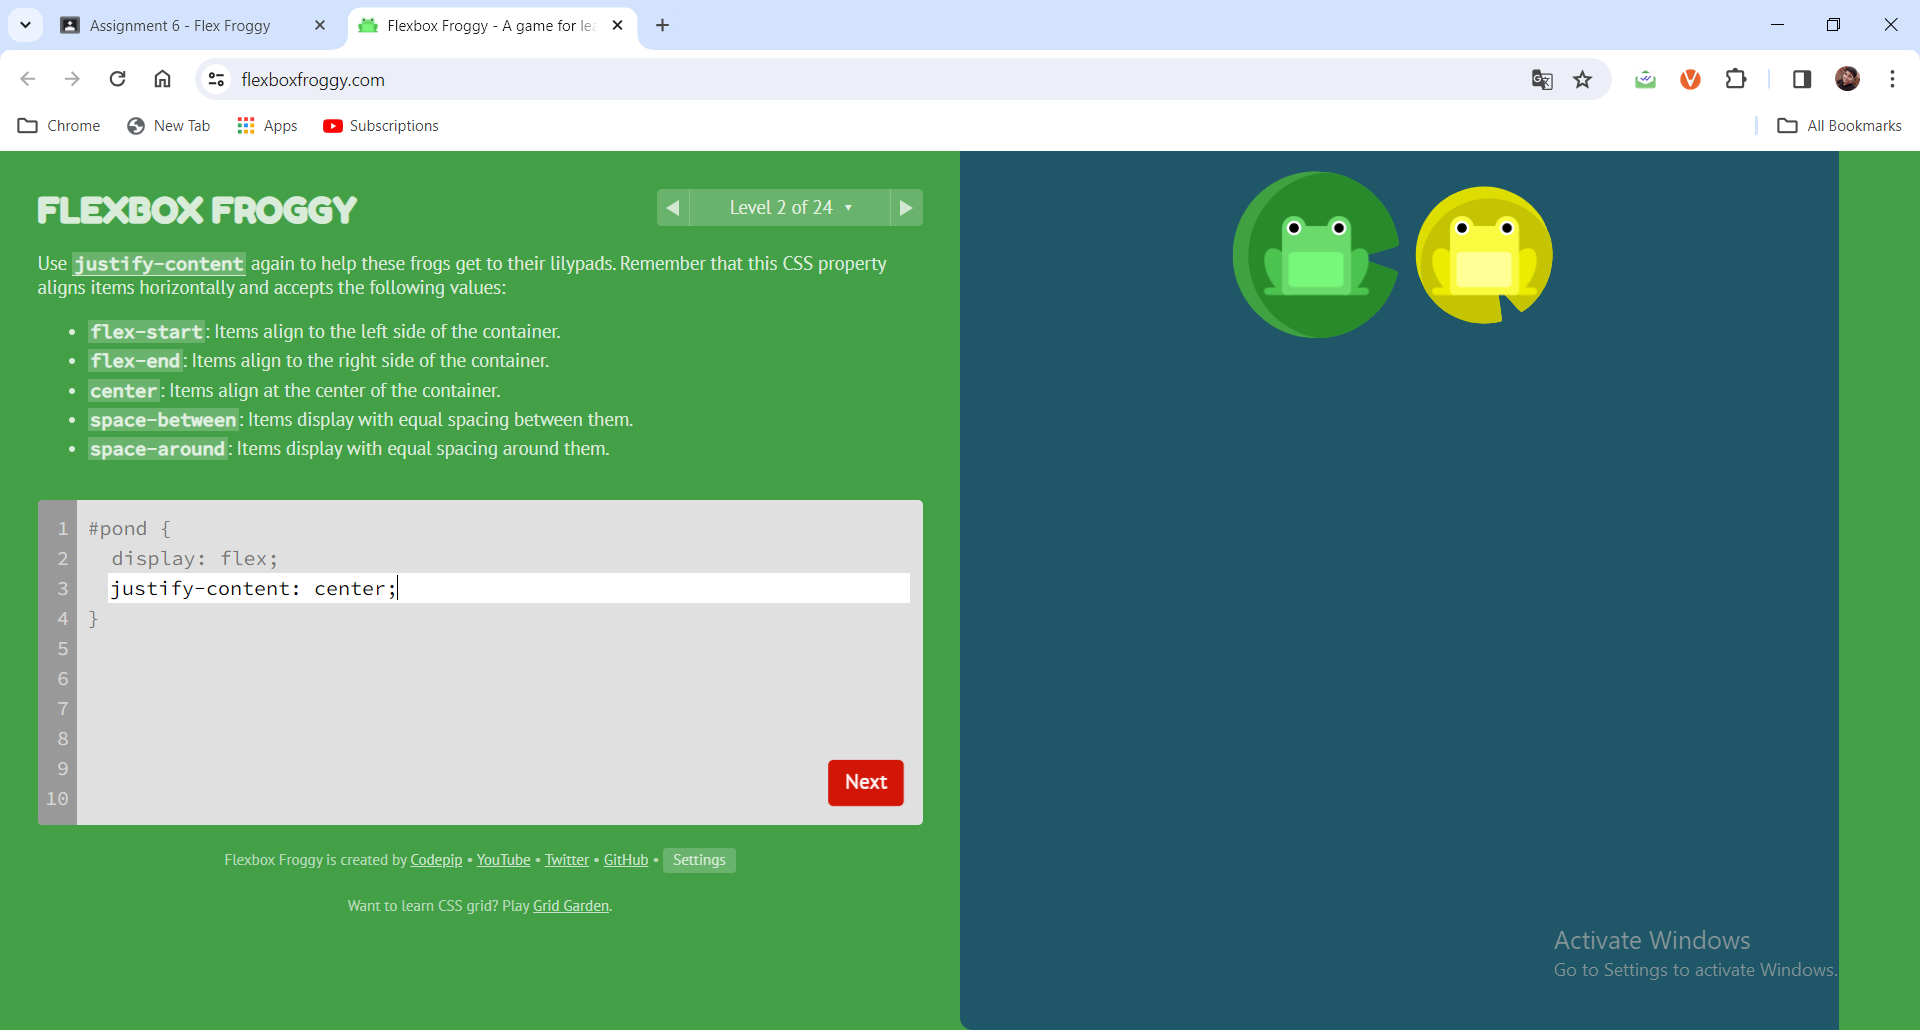 Assignment 6 - Flex Froggy
Flexbox Froggy - A game for lea
flexboxfroggy.com
Chrome
New Tab
Apps
Subscriptions
All Bookmarks
FLEXBOX FROGGY
Level 2 of 24
Use justify-content again to help these frogs get to their lilypads. Remember that this CSS property
aligns items horizontally and accepts the following values:
• flex-start: Items align to the left side of the container.
• flex-end: Items align to the right side of the container.
• center: Items align at the center of the container.
• space-between: Items display with equal spacing between them.
• space-around: Items display with equal spacing around them.
1 #pond {
2 display: flex;
3 justify-content: center;
4 }
5
6
7
8
9
10
Next
Flexbox Froggy is created by Codepip • YouTube • Twitter • GitHub • Settings
Want to learn CSS grid? Play Grid Garden.
Activate Windows
Go to Settings to activate Windows.